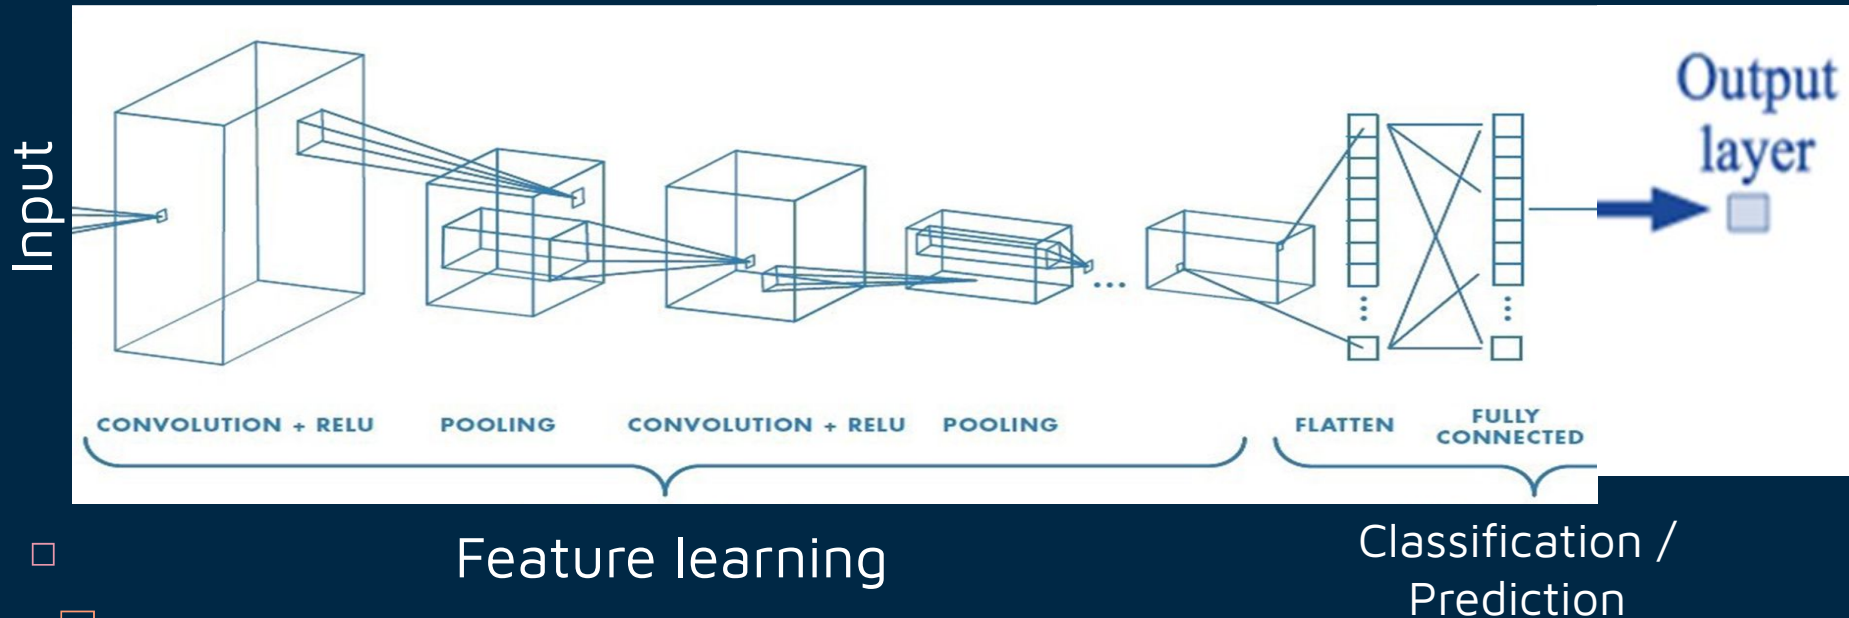 Input
Output
layer
CONVOLUTION + RELU
POOLING
CONVOLUTION + RELU
POOLING
FLATTEN
FULLY
CONNECTED
Feature learning
Classification /
Prediction